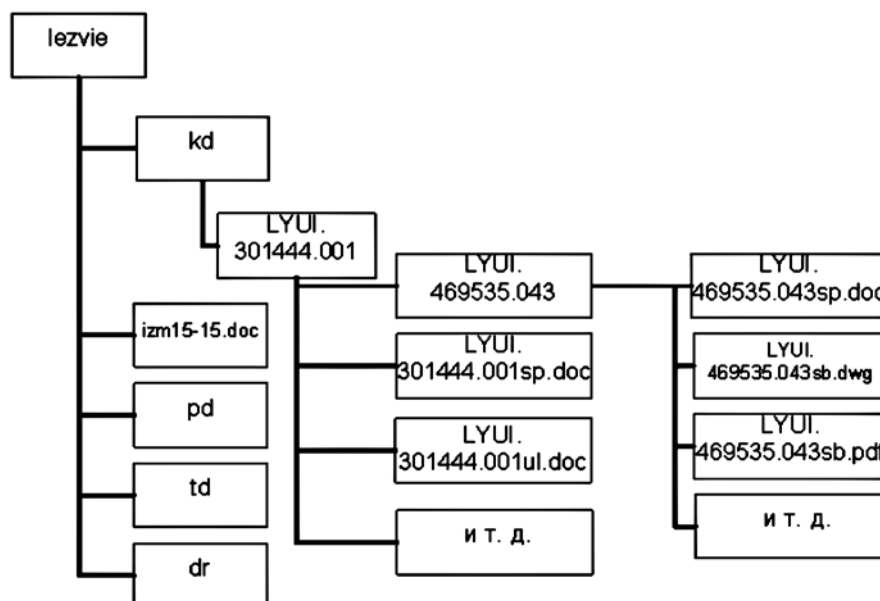 lezvie
kd
LYUI.
301444.001
LYUI.
469535.043
LYUI.
469535.043sp.doc
izm15-15.doc
LYUI.
301444.001sp.doc
LYUI.
469535.043sb.dwg
pd
LYUI.
301444.001ul.doc
LYUI.
469535.043sb.pdf
td
и т. д.
и т. д.
dr